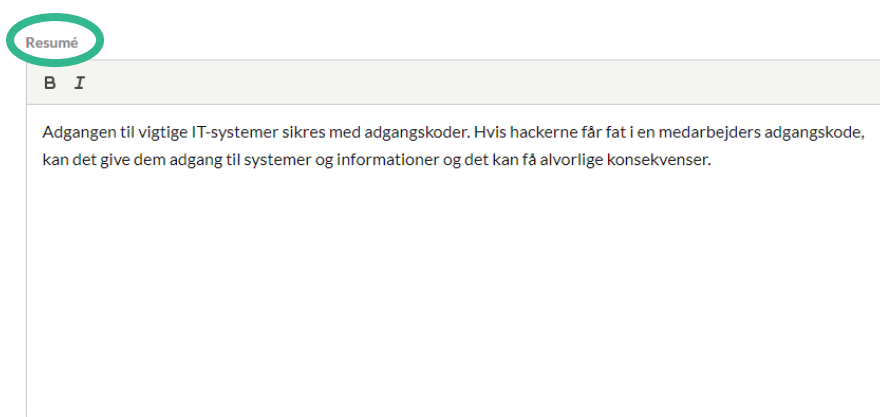 Resumé
B I
Adgangen til vigtige IT-systemer sikres med adgangskoder. Hvis hackerne får fat i en medarbejders adgangskode,
kan det give dem adgang til systemer og informationer og det kan få alvorlige konsekvenser.